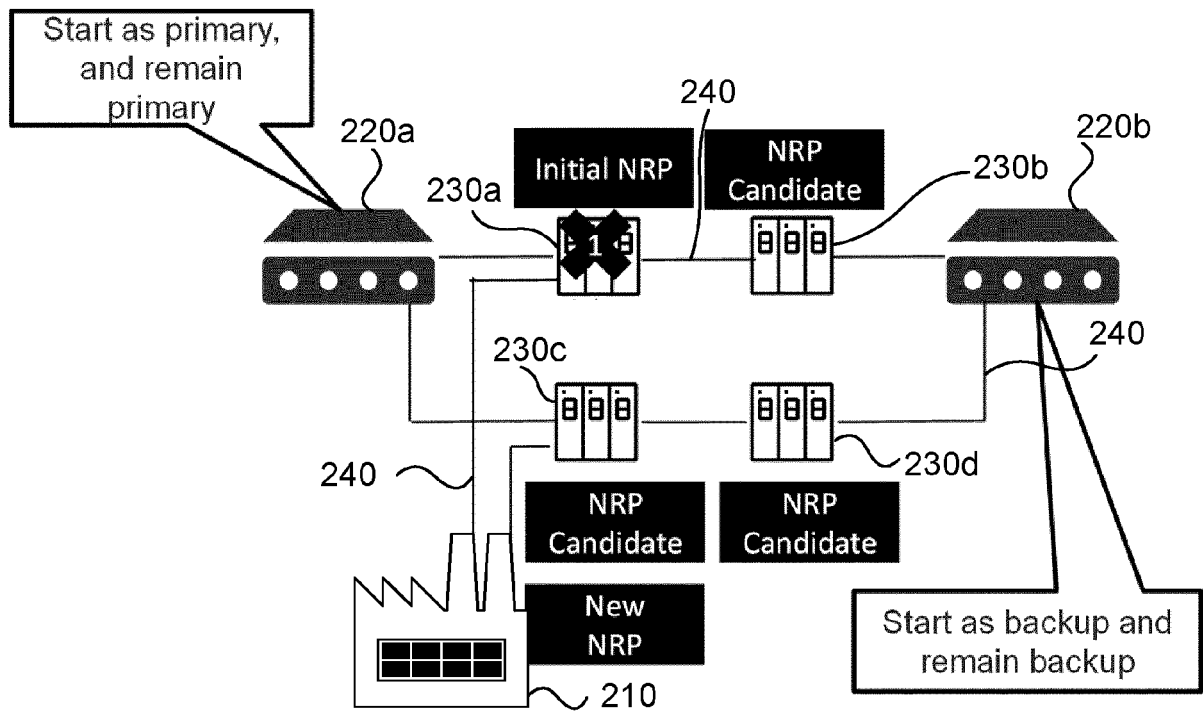 Start as primary,
and remain
primary
220a
240
220b
Initial NRP
NRP
Candidate
230a
230b
1
230c
240
230d
240
NRP
Candidate
NRP
Candidate
New
NRP
210
Start as backup and
remain backup